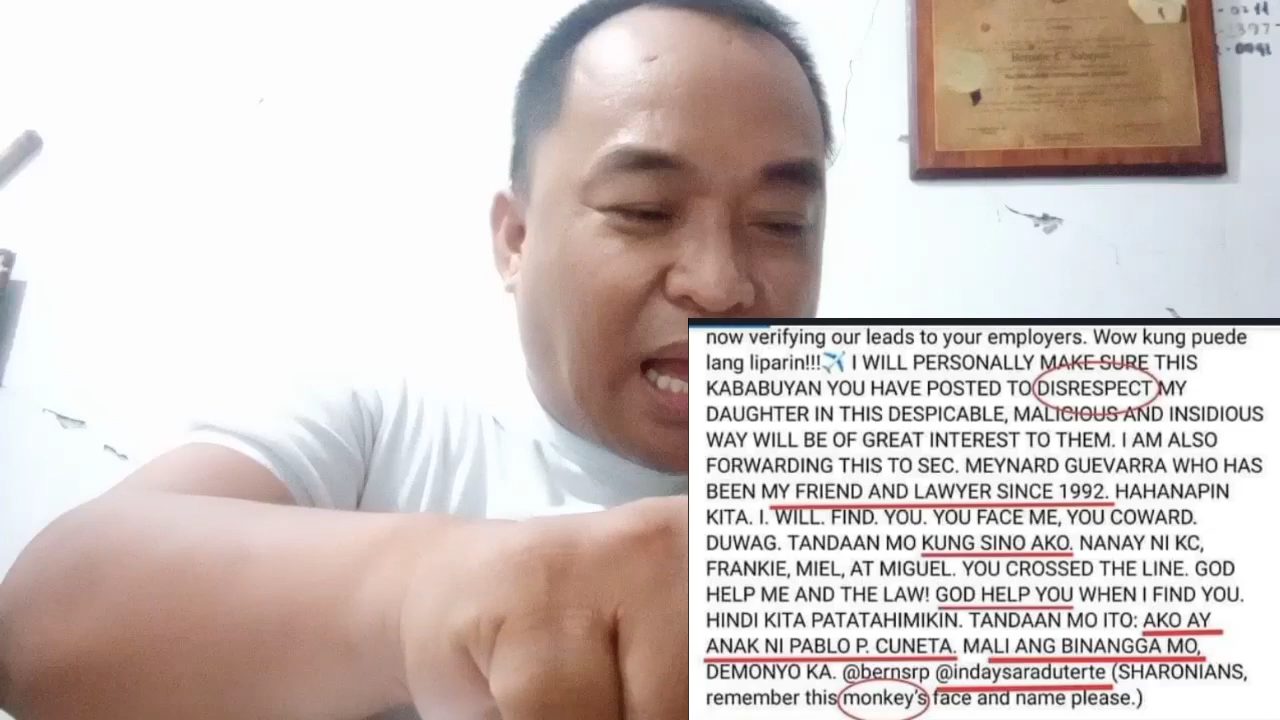 - 0211
- 0091
now verifying our leads to your employers. Wow kung puede
lang liparin!!!✈️ I WILL PERSONALLY MAKE SURE THIS
KABABUYAN YOU HAVE POSTED TO DISRESPECT MY
DAUGHTER IN THIS DESPICABLE, MALICIOUS AND INSIDIOUS
WAY WILL BE OF GREAT INTEREST TO THEM. I AM ALSO
FORWARDING THIS TO SEC. MEYNARD GUEVARRA WHO HAS
BEEN MY FRIEND AND LAWYER SINCE 1992. HAHANAPIN
KITA. I. WILL. FIND. YOU. YOU FACE ME, YOU COWARD.
DUWAG. TANDAAN MO KUNG SINO AKO. NANAY NI KC,
FRANKIE, MIEL, AT MIGUEL. YOU CROSSED THE LINE. GOD
HELP ME AND THE LAW! GOD HELP YOU WHEN I FIND YOU.
HINDI KITA PATATAHIMIKIN. TANDAAN MO ITO: AKO AY
ANAK NI PABLO P. CUNETA. MALI ANG BINANGGA MO,
DEMONYO KA. @bernsrp @indaysaraduterte (SHARONIANS,
remember this monkey's face and name please.)